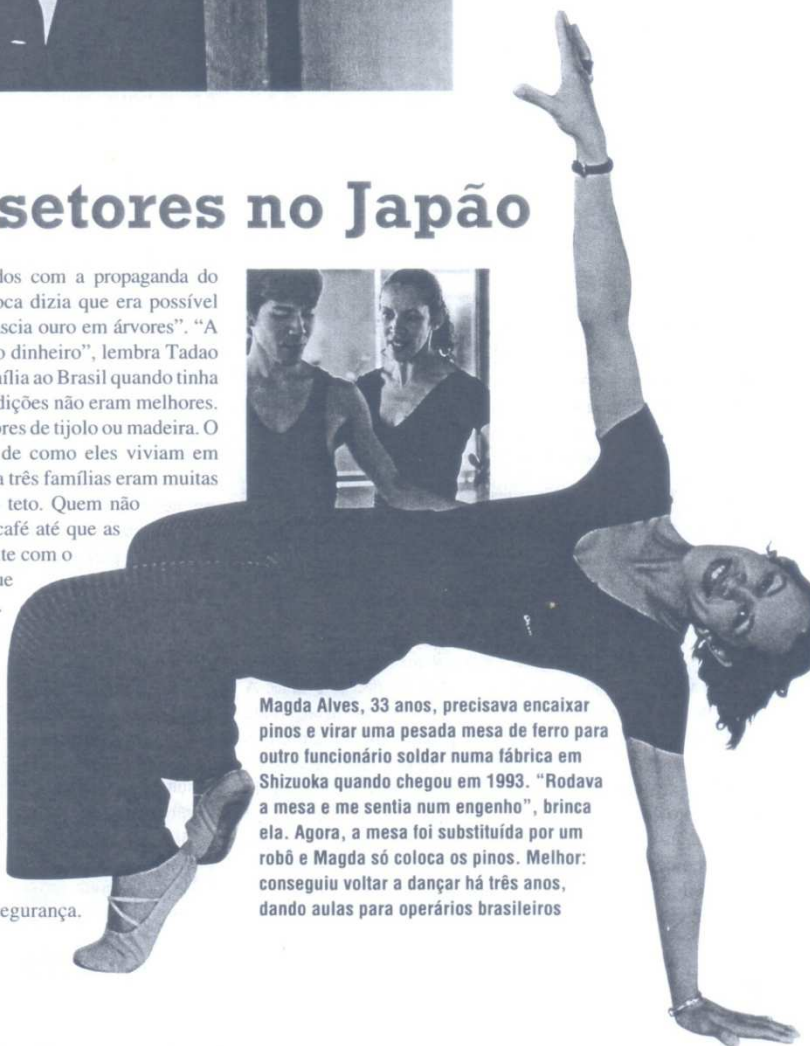 setores no Japão
dos com a propaganda do
oca dizia que era possível
scia ouro em árvores”. “A
o dinheiro”, lembra Tadao
nília ao Brasil quando tinha
dições não eram melhores.
ores de tijolo ou madeira. O
de como eles viviam em
a três famílias eram muitas
teto. Quem não
café até que as
te com o
ue
egurança.
Magda Alves, 33 anos, precisava encaixar
pinos e virar uma pesada mesa de ferro para
outro funcionário soldar numa fábrica em
Shizuoka quando chegou em 1993. “Rodava
a mesa e me sentia num engenho”, brinca
ela. Agora, a mesa foi substituída por um
robô e Magda só coloca os pinos. Melhor:
conseguiu voltar a dançar há três anos,
dando aulas para operários brasileiros